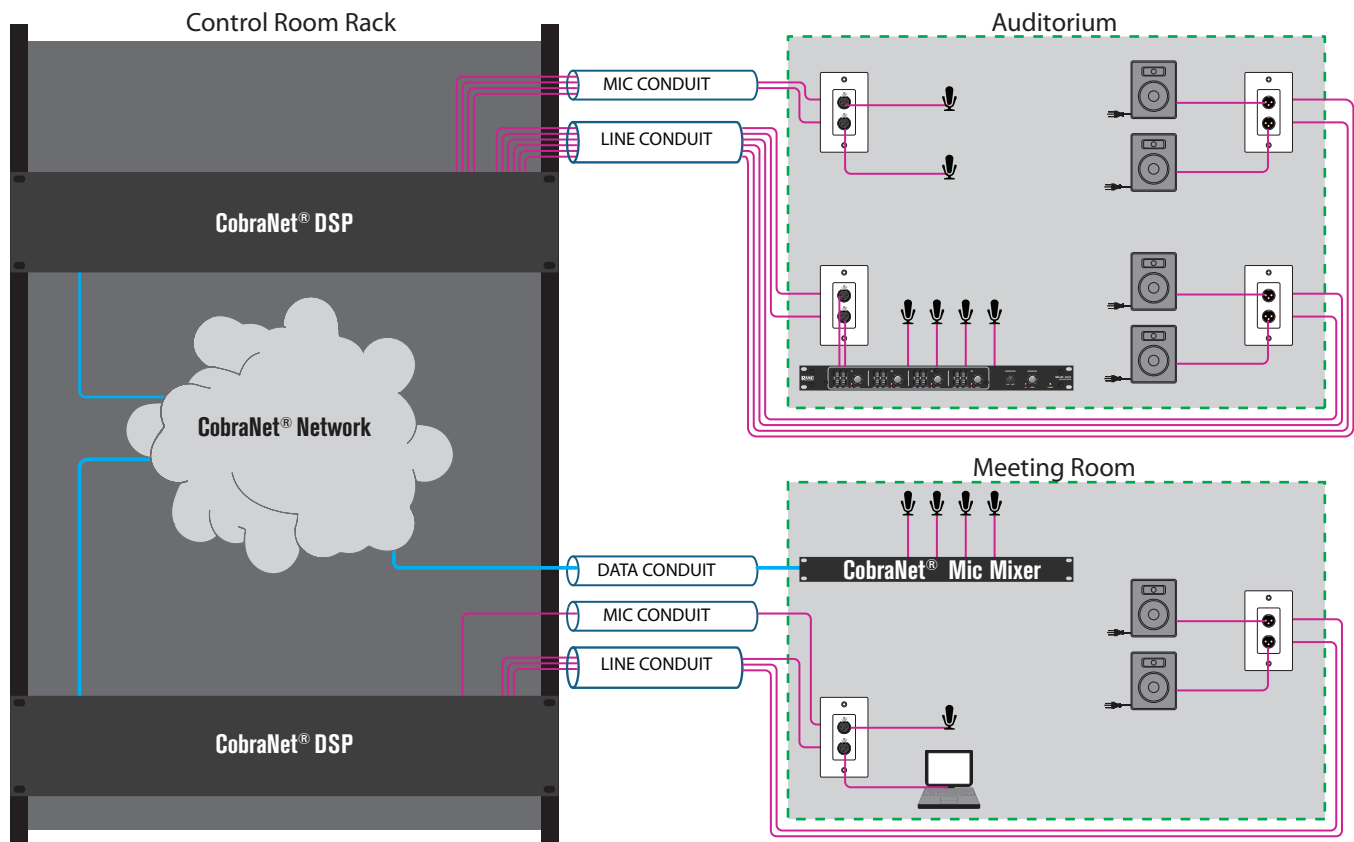 Control Room Rack
Auditorium
MIC CONDUIT
LINE CONDUIT
CobraNet® DSP
CobraNet® Network
Meeting Room
DATA CONDUIT
CobraNet® Mic Mixer
MIC CONDUIT
LINE CONDUIT
CobraNet® DSP
RANE